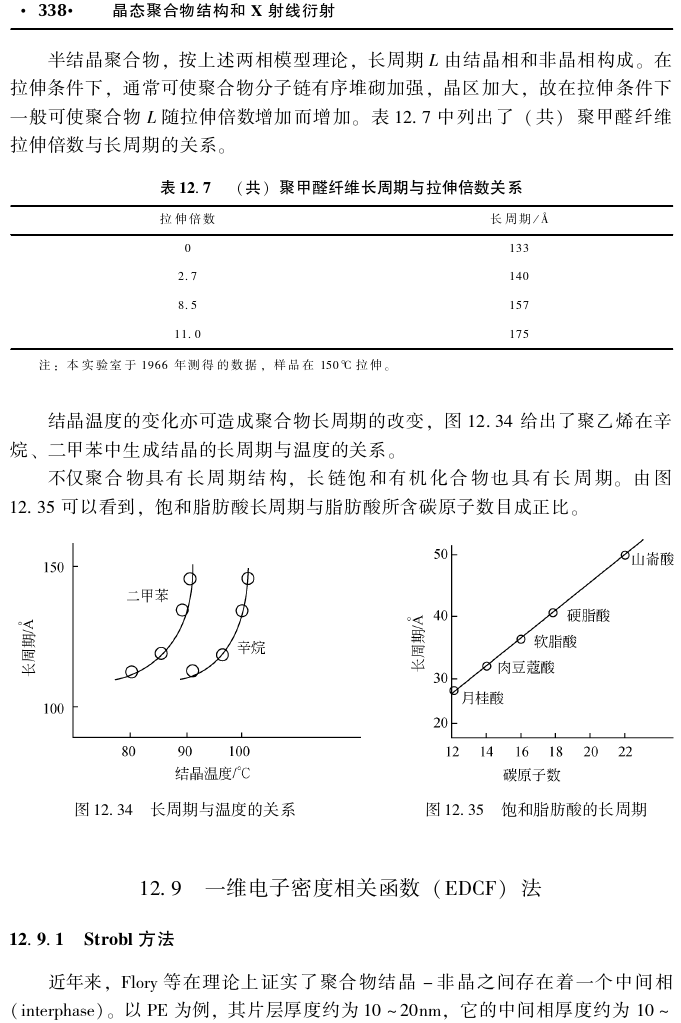 · 338·  晶态聚合物结构和 X 射线衍射
半结晶聚合物，按上述两相模型理论，长周期 L 由结晶相和非晶相构成。在
拉伸条件下，通常可使聚合物分子链有序堆砌加强，晶区加大，故在拉伸条件下
一般可使聚合物 L 随拉伸倍数增加而增加。表 12.7 中列出了（共）聚甲醛纤维
拉伸倍数与长周期的关系。
表 12.7 （共）聚甲醛纤维长周期与拉伸倍数关系
拉伸倍数 长周期/Å
0 133
2.7 140
8.5 157
11.0 175
注：本实验室于 1966 年测得的数据，样品在 150℃拉伸。
结晶温度的变化亦可造成聚合物长周期的改变，图 12.34 给出了聚乙烯在辛
烷、二甲苯中生成结晶的长周期与温度的关系。
不仅聚合物具有长周期结构，长链饱和有机化合物也具有长周期。由图
12.35 可以看到，饱和脂肪酸长周期与脂肪酸所含碳原子数目成正比。
150
二甲苯
辛烷
长周期/Å
100
80 90 100
结晶温度/℃
图 12.34 长周期与温度的关系
50
山嵛酸
40
硬脂酸
软脂酸
长周期/Å
肉豆蔻酸
30
月桂酸
20
12 14 16 18 20 22
碳原子数
图 12.35 饱和脂肪酸的长周期
12.9 一维电子密度相关函数（EDCF）法
12.9.1 Strobl 方法
近年来，Flory 等在理论上证实了聚合物结晶－非晶之间存在着一个中间相
（interphase）。以 PE 为例，其片层厚度约为 10～20nm，它的中间相厚度约为 10～